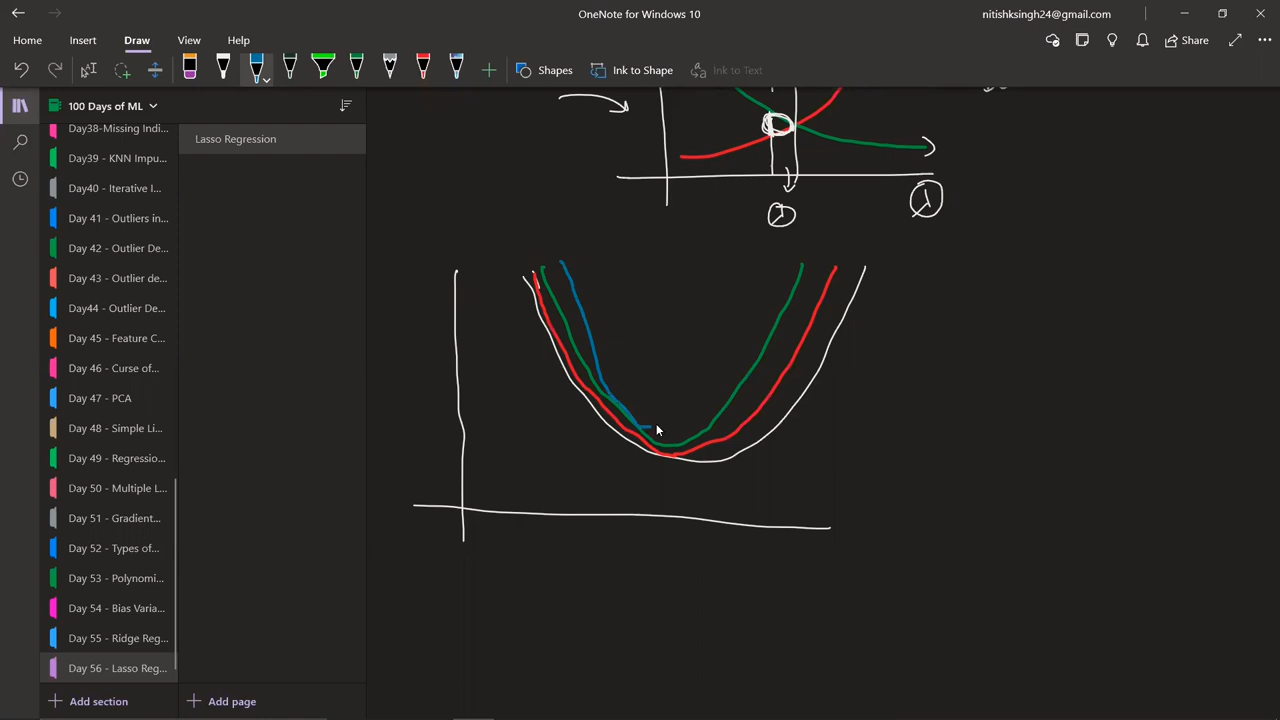 OneNote for Windows 10
nitishksingh24@gmail.com
Home
Insert
Draw
View
Help
Shapes
Ink to Shape
Ink to Text
Share
100 Days of ML
Day38-Missing Indi...
Day39 - KNN Impu...
Day40 - Iterative I...
Day 41 - Outliers in...
Day 42 - Outlier De...
Day 43 - Outlier de...
Day44 - Outlier De...
Day 45 - Feature C...
Day 46 - Curse of...
Day 47 - PCA
Day 48 - Simple Li...
Day 49 - Regressio...
Day 50 - Multiple L...
Day 51 - Gradient...
Day 52 - Types of...
Day 53 - Polynomi...
Day 54 - Bias Varia...
Day 55 - Ridge Reg...
Day 56 - Lasso Reg...
Add section
Lasso Regression
Add page
λ
λ